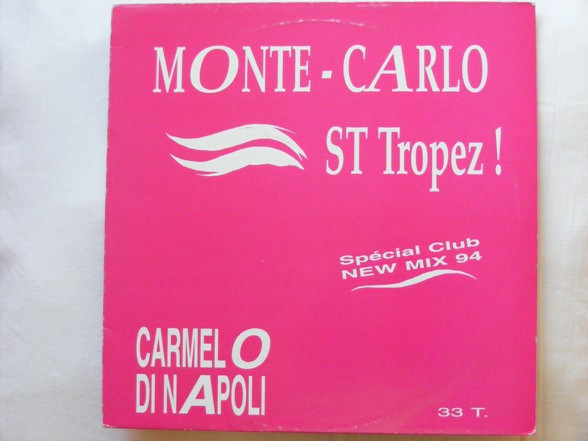 MONTE - CARLO
ST Tropez !
Spécial Club
NEW MIX 94
CARMELO
DI NAPOLI
33 T.